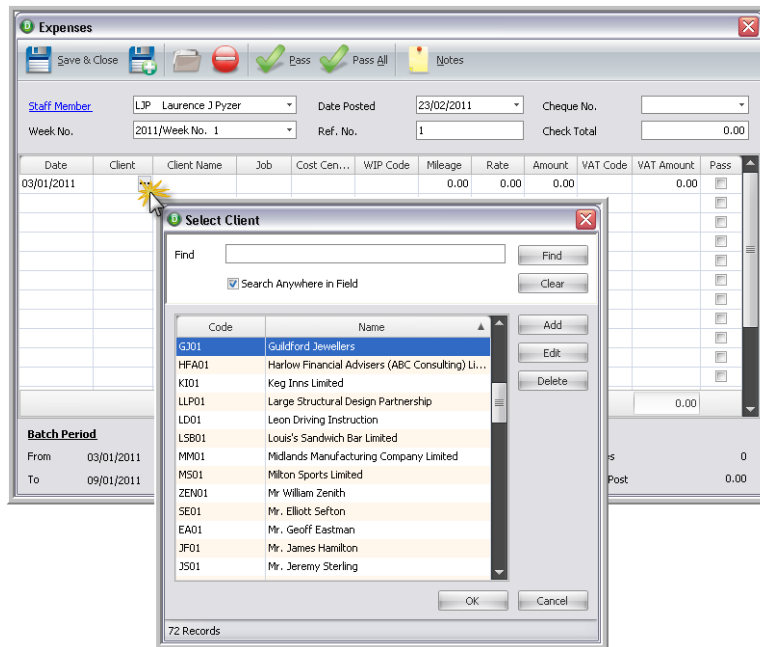 Expenses
Save & Close Pass Pass All Notes
Staff Member LJP Laurence J Pyzer Date Posted 23/02/2011 Cheque No.
Week No. 2011/Week No. 1 Ref. No. 1 Check Total 0.00
Date Client Client Name Job Cost Cen... WIP Code Mileage Rate Amount VAT Code VAT Amount Pass
03/01/2011 ... 0.00 0.00 0.00 0.00
Select Client
Find Find
Search Anywhere in Field Clear
Code Name Add
GJ01 Guildford Jewellers Edit
HFA01 Harlow Financial Advisers (ABC Consulting) Li...
KI01 Keg Inns Limited Delete
LLP01 Large Structural Design Partnership
LD01 Leon Driving Instruction
LSB01 Louis's Sandwich Bar Limited
MM01 Midlands Manufacturing Company Limited
MS01 Milton Sports Limited
ZEN01 Mr William Zenith
SE01 Mr. Elliott Sefton
EA01 Mr. Geoff Eastman
JF01 Mr. James Hamilton
JS01 Mr. Jeremy Sterling
OK Cancel
72 Records
0.00
Batch Period
From 03/01/2011 0
To 09/01/2011 Post 0.00